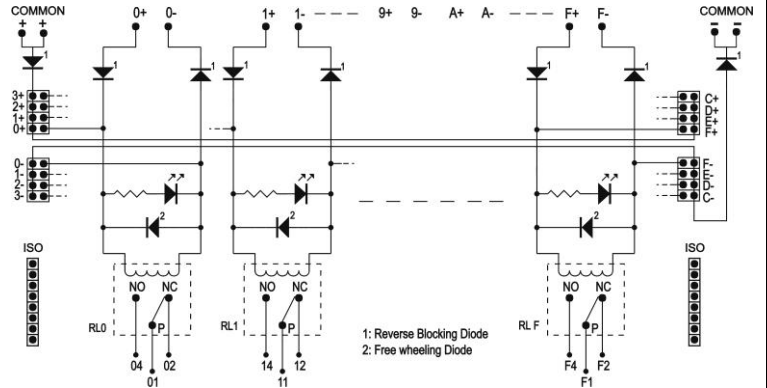 COMMON 0+ 0- 1+ 1- 9+ 9- A+ A- F+ F- COMMON
+ + - -
1 1 1 1 1 1 1 1
3+ C+
2+ D+
1+ E+
0+ F+
0- F-
1- E-
2- D-
3- C-
2 2 2
ISO ISO
NO NC NO NC NO NC
RL0 P RL1 P RL F P
1: Reverse Blocking Diode
2: Free wheeling Diode
04 02 14 12 F4 F2
01 11 F1